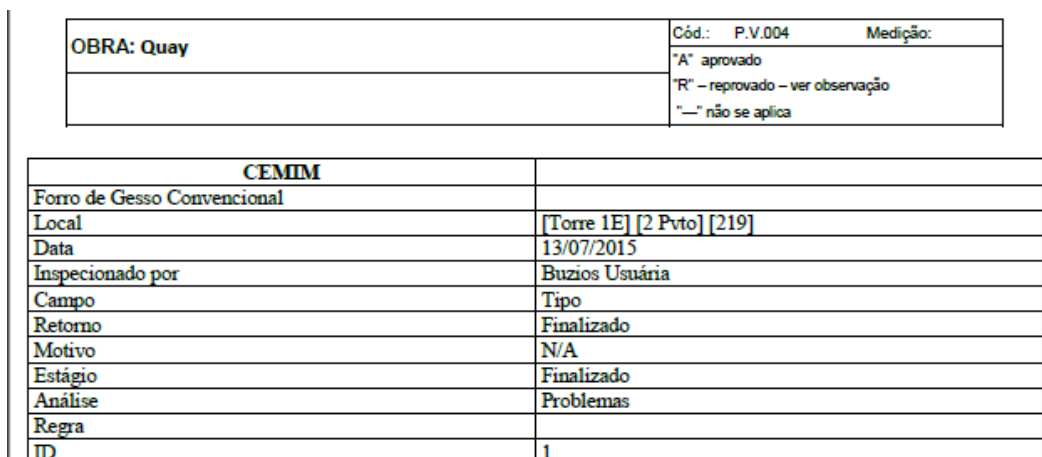 OBRA: Quay
Cód.: P.V.004 Medição:
"A" aprovado
"R" – reprovado – ver observação
"—" não se aplica
CEMIM
Forro de Gesso Convencional
Local [Torre 1E] [2 Pvto] [219]
Data 13/07/2015
Inspecionado por Buzios Usuária
Campo Tipo
Retorno Finalizado
Motivo N/A
Estágio Finalizado
Análise Problemas
Regra
ID 1